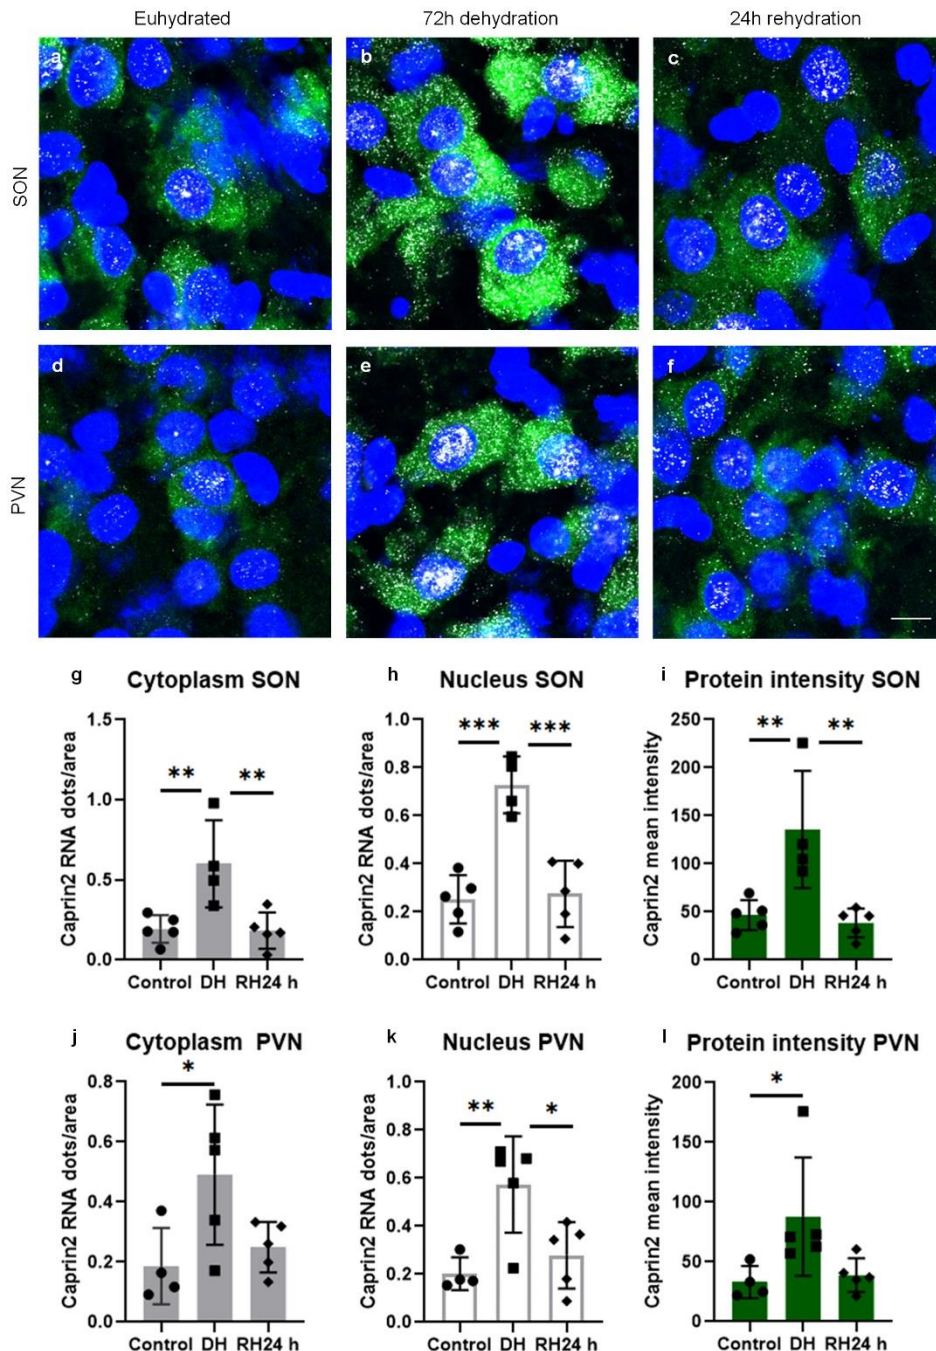 Euhydrated 72h dehydration 24h rehydration
SON
a b c
PVN
d e f
g Cytoplasm SON
Caprin2 RNA dots/area
1.5
1.0
0.5
0.0
** **
Control DH RH24 h
h Nucleus SON
Caprin2 RNA dots/area
1.0
0.8
0.6
0.4
0.2
0.0
*** ***
Control DH RH24 h
i Protein intensity SON
Caprin2 mean intensity
250
200
150
100
50
0
** **
Control DH RH24 h
j Cytoplasm PVN
Caprin2 RNA dots/area
0.8
0.6
0.4
0.2
0.0
*
Control DH RH24 h
k Nucleus PVN
Caprin2 RNA dots/area
1.0
0.8
0.6
0.4
0.2
0.0
** *
Control DH RH24 h
l Protein intensity PVN
Caprin2 mean intensity
200
150
100
50
0
*
Control DH RH24 h